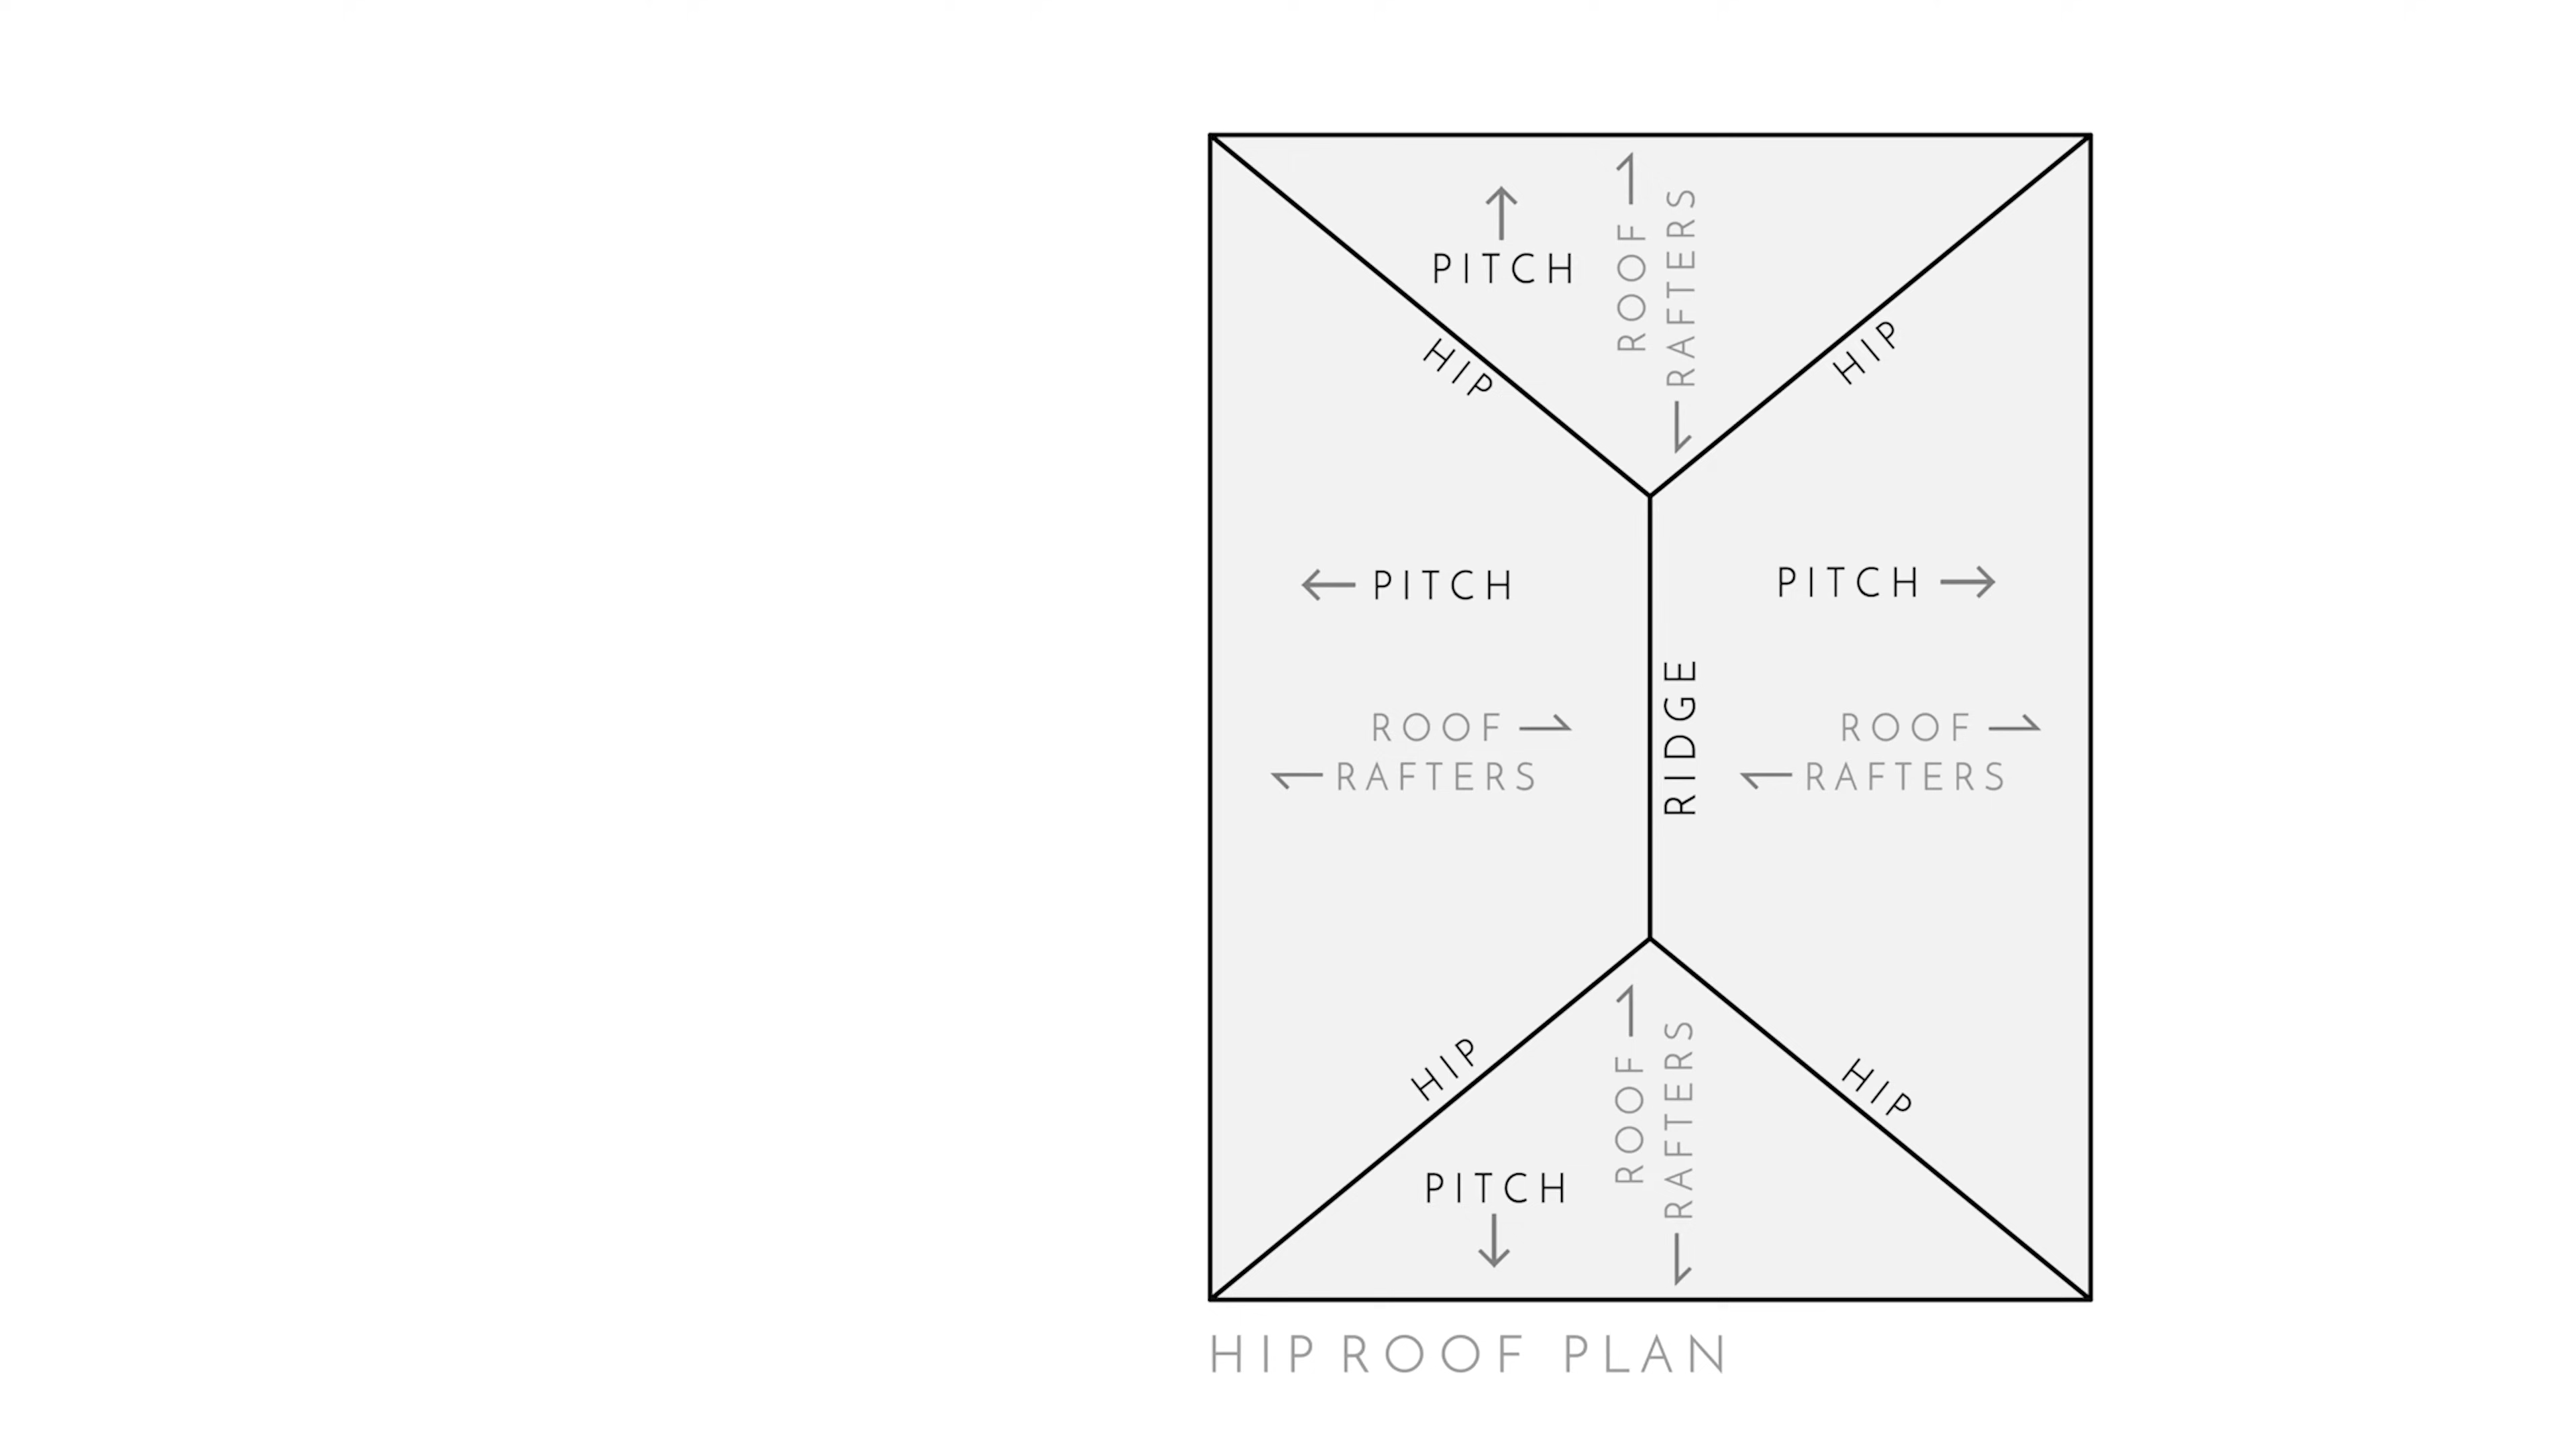 PITCH
ROOF
RAFTERS
HIP
HIP
PITCH
PITCH
RIDGE
ROOF
RAFTERS
ROOF
RAFTERS
HIP
HIP
ROOF
RAFTERS
PITCH
HIP ROOF PLAN